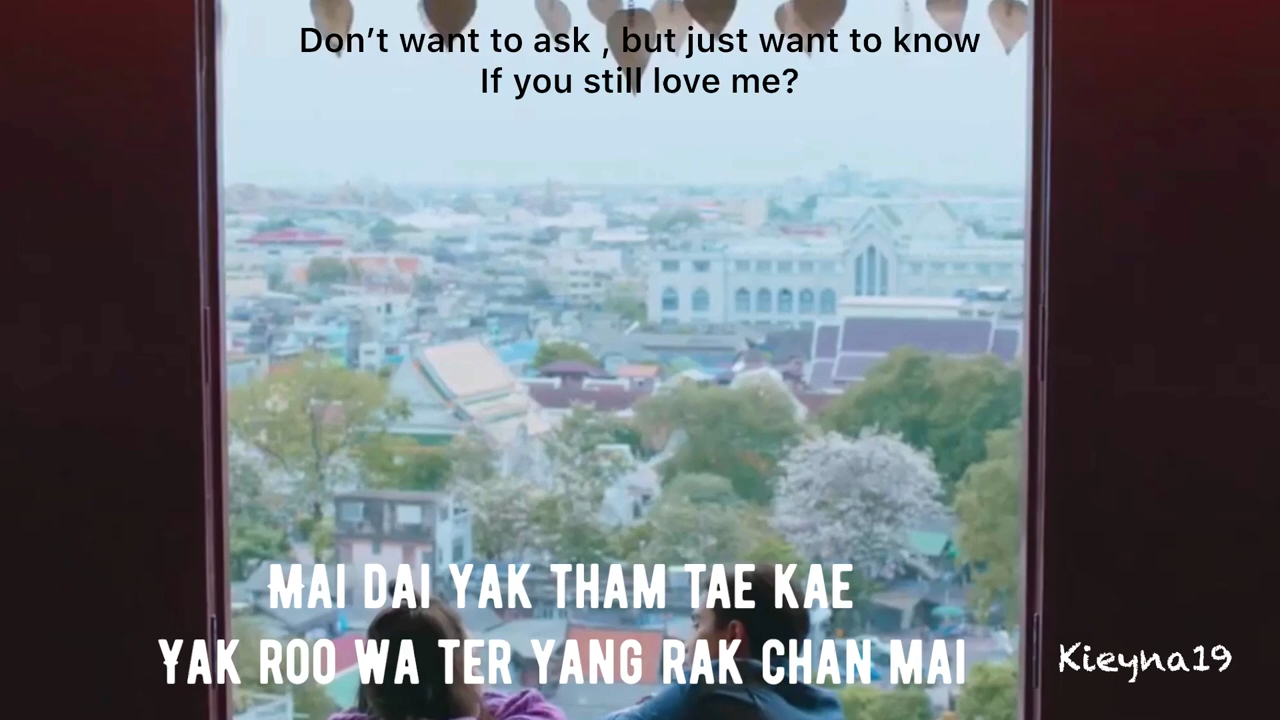 Don’t want to ask , but just want to know
If you still love me?
MAI DAI YAK THAM TAE KAE
YAK ROO WA TER YANG RAK CHAN MAI
Kieyna19